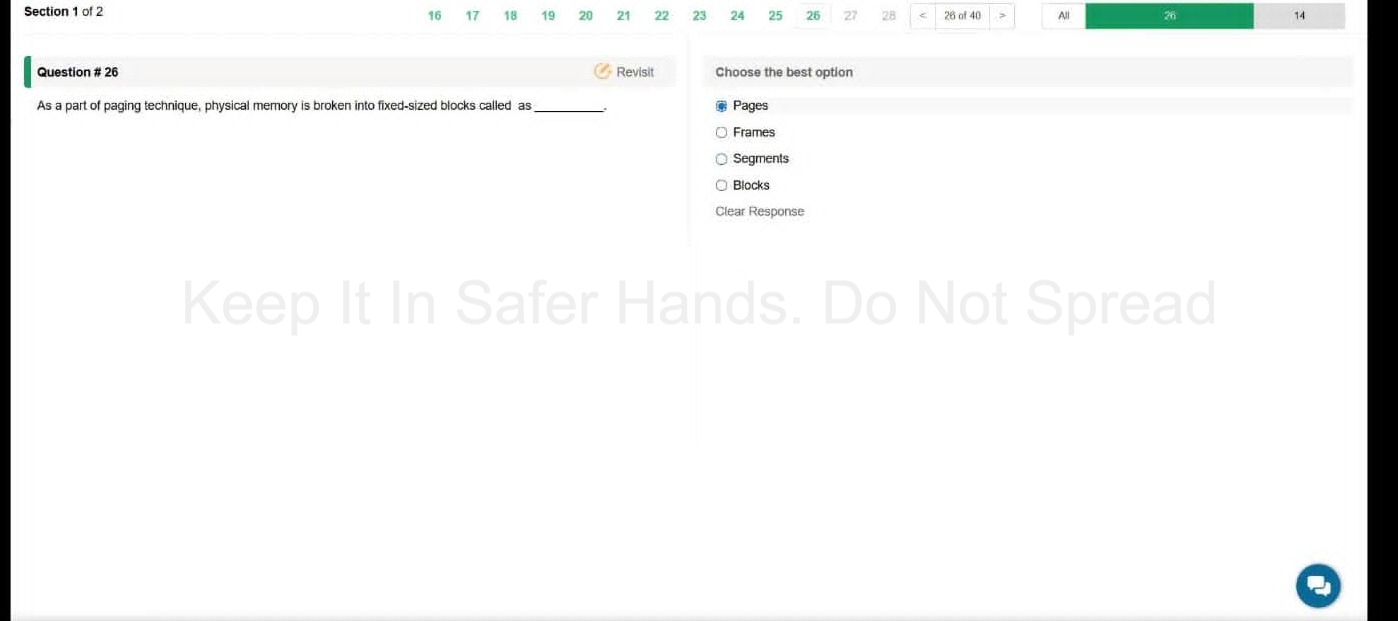 Section 1 of 2
16 17 18 19 20 21 22 23 24 25 26 27 28 < 26 of 40 > All 26 14
Question # 26
Revisit
As a part of paging technique, physical memory is broken into fixed-sized blocks called as __________.
Choose the best option
Pages
Frames
Segments
Blocks
Clear Response
Keep It In Safer Hands. Do Not Spread